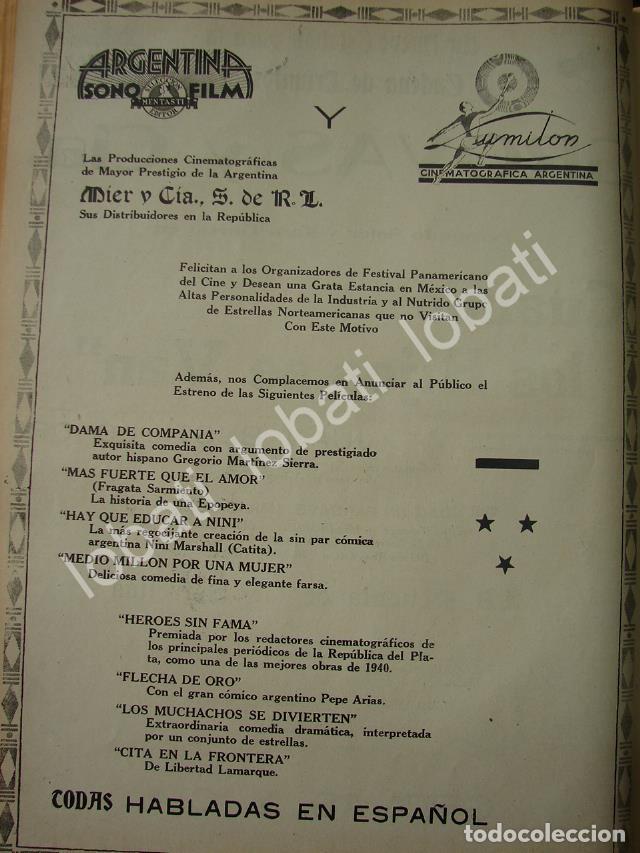 ARGENTINA
SONO FILM
SELECCION
MENTASTI
EDITOR
Y
Lumiton
CINEMATOGRAFICA ARGENTINA
Las Producciones Cinematográficas
de Mayor Prestigio de la Argentina
Mier y Cia., S. de R. L.
Sus Distribuidores en la República
Felicitan a los Organizadores de Festival Panamericano
del Cine y Desean una Grata Estancia en México a las
Altas Personalidades de la Industria y al Nutrido Grupo
de Estrellas Norteamericanas que no Visitan
Con Este Motivo
Además, nos Complacemos en Anunciar al Público el
Estreno de las Siguientes Películas:
"DAMA DE COMPANIA"
Exquisita comedia con argumento de prestigiado
autor hispano Gregorio Martínez Sierra.
"MAS FUERTE QUE EL AMOR"
(Fragata Sarmiento)
La historia de una Epopeya.
"HAY QUE EDUCAR A NINI"
La más regocijante creación de la sin par cómica
argentina Niní Marshall (Catita).
"MEDIO MILLON POR UNA MUJER"
Deliciosa comedia de fina y elegante farsa.
"HEROES SIN FAMA"
Premiada por los redactores cinematográficos de
los principales periódicos de la República del Pla-
ta, como una de las mejores obras de 1940.
"FLECHA DE ORO"
Con el gran cómico argentino Pepe Arias.
"LOS MUCHACHOS SE DIVIERTEN"
Extraordinaria comedia dramática, interpretada
por un conjunto de estrellas.
"CITA EN LA FRONTERA"
De Libertad Lamarque.
TODAS HABLADAS EN ESPAÑOL
lobati lobati lobati lobati
todocoleccion